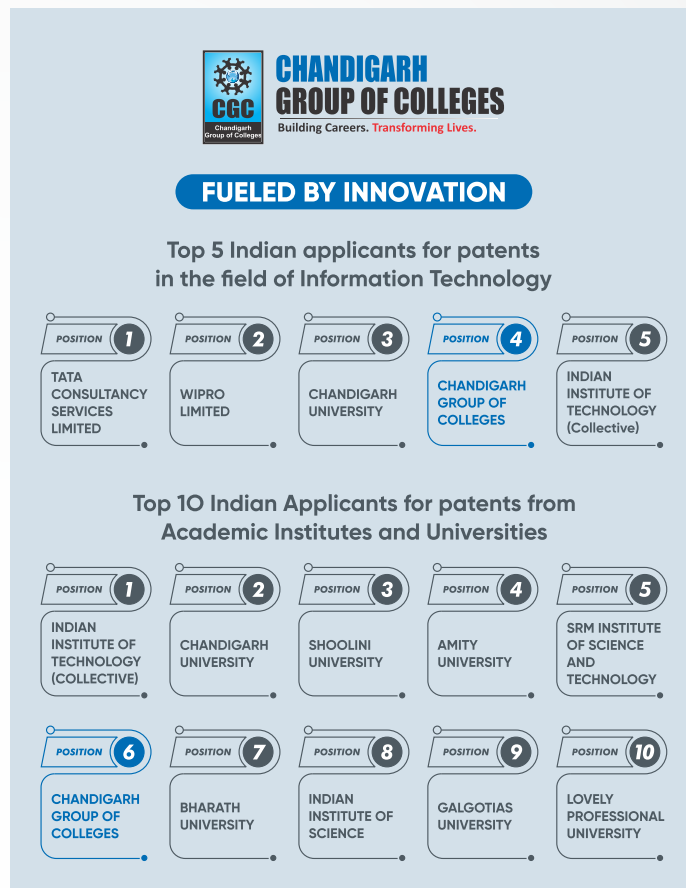 CGC
Chandigarh
Group of Colleges
CHANDIGARH
GROUP OF COLLEGES
Building Careers. Transforming Lives.
FUELED BY INNOVATION
Top 5 Indian applicants for patents
in the field of Information Technology
POSITION 1
TATA
CONSULTANCY
SERVICES
LIMITED
POSITION 2
WIPRO
LIMITED
POSITION 3
CHANDIGARH
UNIVERSITY
POSITION 4
CHANDIGARH
GROUP OF
COLLEGES
POSITION 5
INDIAN
INSTITUTE OF
TECHNOLOGY
(Collective)
Top 10 Indian Applicants for patents from
Academic Institutes and Universities
POSITION 1
INDIAN
INSTITUTE OF
TECHNOLOGY
(COLLECTIVE)
POSITION 2
CHANDIGARH
UNIVERSITY
POSITION 3
SHOOLINI
UNIVERSITY
POSITION 4
AMITY
UNIVERSITY
POSITION 5
SRM INSTITUTE
OF SCIENCE
AND
TECHNOLOGY
POSITION 6
CHANDIGARH
GROUP OF
COLLEGES
POSITION 7
BHARATH
UNIVERSITY
POSITION 8
INDIAN
INSTITUTE OF
SCIENCE
POSITION 9
GALGOTIAS
UNIVERSITY
POSITION 10
LOVELY
PROFESSIONAL
UNIVERSITY